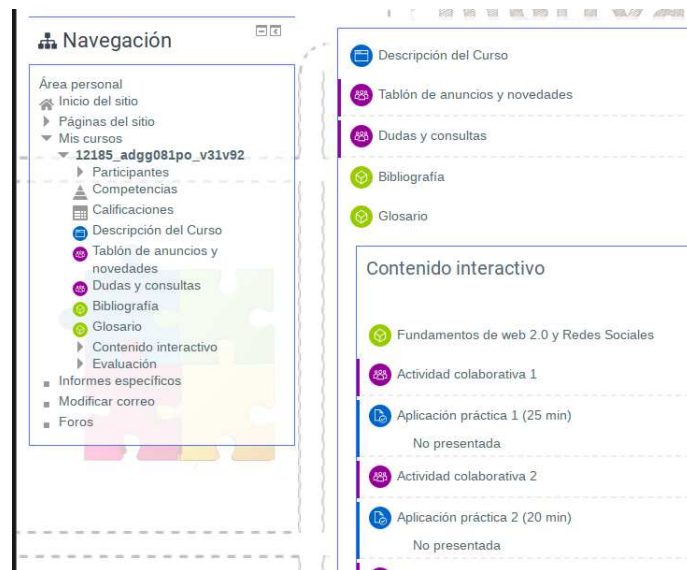 Navegación
Área personal
Inicio del sitio
Páginas del sitio
Mis cursos
12185_adgg081po_v31v92
Participantes
Competencias
Calificaciones
Descripción del Curso
Tablón de anuncios y
novedades
Dudas y consultas
Bibliografía
Glosario
Contenido interactivo
Evaluación
Informes específicos
Modificar correo
Foros
Descripción del Curso
Tablón de anuncios y novedades
Dudas y consultas
Bibliografía
Glosario
Contenido interactivo
Fundamentos de web 2.0 y Redes Sociales
Actividad colaborativa 1
Aplicación práctica 1 (25 min)
No presentada
Actividad colaborativa 2
Aplicación práctica 2 (20 min)
No presentada